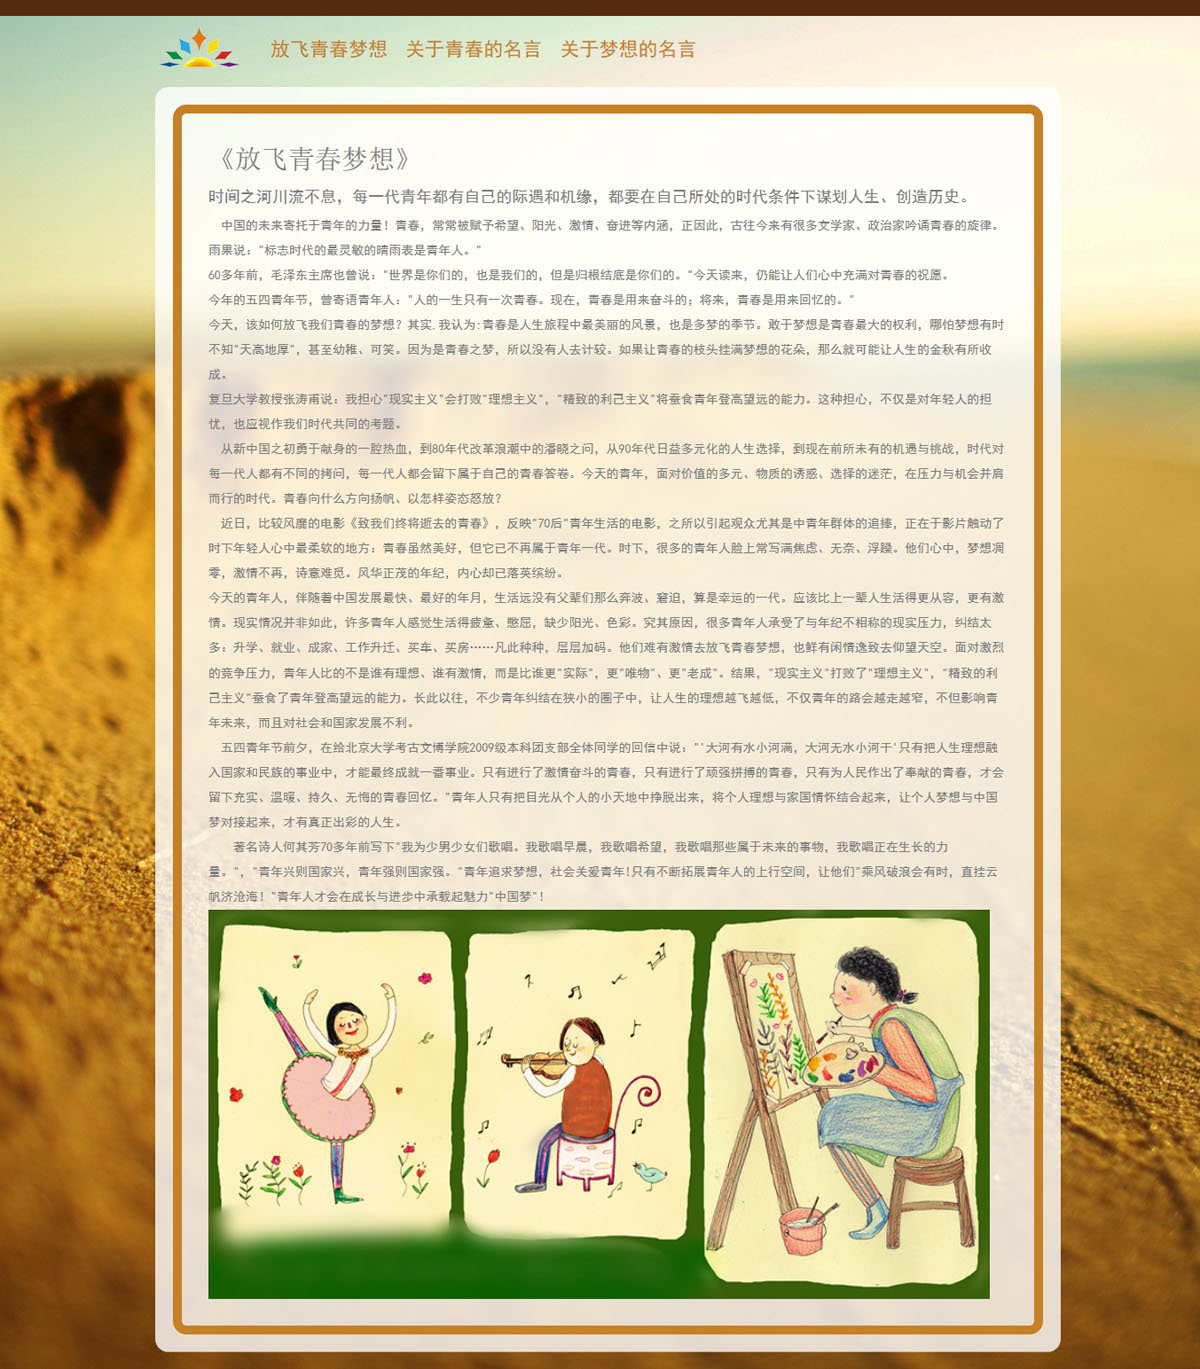 放飞青春梦想 关于青春的名言 关于梦想的名言
《放飞青春梦想》
时间之河川流不息，每一代青年都有自己的际遇和机缘，都要在自己所处的时代条件下谋划人生、创造历史。
中国的未来寄托于青年的力量！青春，常常被赋予希望、阳光、激情、奋进等内涵，正因此，古往今来有很多文学家、政治家吟诵青春的旋律。
雨果说："标志时代的最灵敏的晴雨表是青年人。"
60多年前，毛泽东主席也曾说："世界是你们的，也是我们的，但是归根结底是你们的。"今天读来，仍能让人们心中充满对青春的祝愿。
今年的五四青年节，曾寄语青年人："人的一生只有一次青春。现在，青春是用来奋斗的；将来，青春是用来回忆的。"
今天，该如何放飞我们青春的梦想？其实.我认为:青春是人生旅程中最美丽的风景，也是多梦的季节。敢于梦想是青春最大的权利，哪怕梦想有时
不知"天高地厚"，甚至幼稚、可笑。因为是青春之梦，所以没有人去计较。如果让青春的枝头挂满梦想的花朵，那么就可能让人生的金秋有所收
成。
复旦大学教授张涛甫说：我担心"现实主义"会打败"理想主义"，"精致的利己主义"将蚕食青年登高望远的能力。这种担心，不仅是对年轻人的担
忧，也应视作我们时代共同的考题。
从新中国之初勇于献身的一腔热血，到80年代改革浪潮中的潘晓之问，从90年代日益多元化的人生选择，到现在前所未有的机遇与挑战，时代对
每一代人都有不同的拷问，每一代人都会留下属于自己的青春答卷。今天的青年，面对价值的多元、物质的诱惑、选择的迷茫，在压力与机会并肩
而行的时代。青春向什么方向扬帆、以怎样姿态怒放？
近日，比较风靡的电影《致我们终将逝去的青春》，反映"70后"青年生活的电影，之所以引起观众尤其是中青年群体的追捧，正在于影片触动了
时下年轻人心中最柔软的地方：青春虽然美好，但它已不再属于青年一代。时下，很多的青年人脸上常写满焦虑、无奈、浮躁。他们心中，梦想凋
零，激情不再，诗意难觅。风华正茂的年纪，内心却已落英缤纷。
今天的青年人，伴随着中国发展最快、最好的年月，生活远没有父辈们那么奔波、窘迫，算是幸运的一代。应该比上一辈人生活得更从容，更有激
情。现实情况并非如此，许多青年人感觉生活得疲惫、憋屈，缺少阳光、色彩。究其原因，很多青年人承受了与年纪不相称的现实压力，纠结太
多：升学、就业、成家、工作升迁、买车、买房……凡此种种，层层加码。他们难有激情去放飞青春梦想，也鲜有闲情逸致去仰望天空。面对激烈
的竞争压力，青年人比的不是谁有理想、谁有激情，而是比谁更"实际"，更"唯物"、更"老成"。结果，"现实主义"打败了"理想主义"，"精致的利
己主义"蚕食了青年登高望远的能力。长此以往，不少青年纠结在狭小的圈子中，让人生的理想越飞越低，不仅青年的路会越走越窄，不但影响青
年未来，而且对社会和国家发展不利。
五四青年节前夕，在给北京大学考古文博学院2009级本科团支部全体同学的回信中说："'大河有水小河满，大河无水小河干'只有把人生理想融
入国家和民族的事业中，才能最终成就一番事业。只有进行了激情奋斗的青春，只有进行了顽强拼搏的青春，只有为人民作出了奉献的青春，才会
留下充实、温暖、持久、无悔的青春回忆。"青年人只有把目光从个人的小天地中挣脱出来，将个人理想与家国情怀结合起来，让个人梦想与中国
梦对接起来，才有真正出彩的人生。
著名诗人何其芳70多年前写下"我为少男少女们歌唱。我歌唱早晨，我歌唱希望，我歌唱那些属于未来的事物，我歌唱正在生长的力
量。"，"青年兴则国家兴，青年强则国家强。"青年追求梦想，社会关爱青年!只有不断拓展青年人的上行空间，让他们"乘风破浪会有时，直挂云
帆济沧海！"青年人才会在成长与进步中承载起魅力"中国梦"！